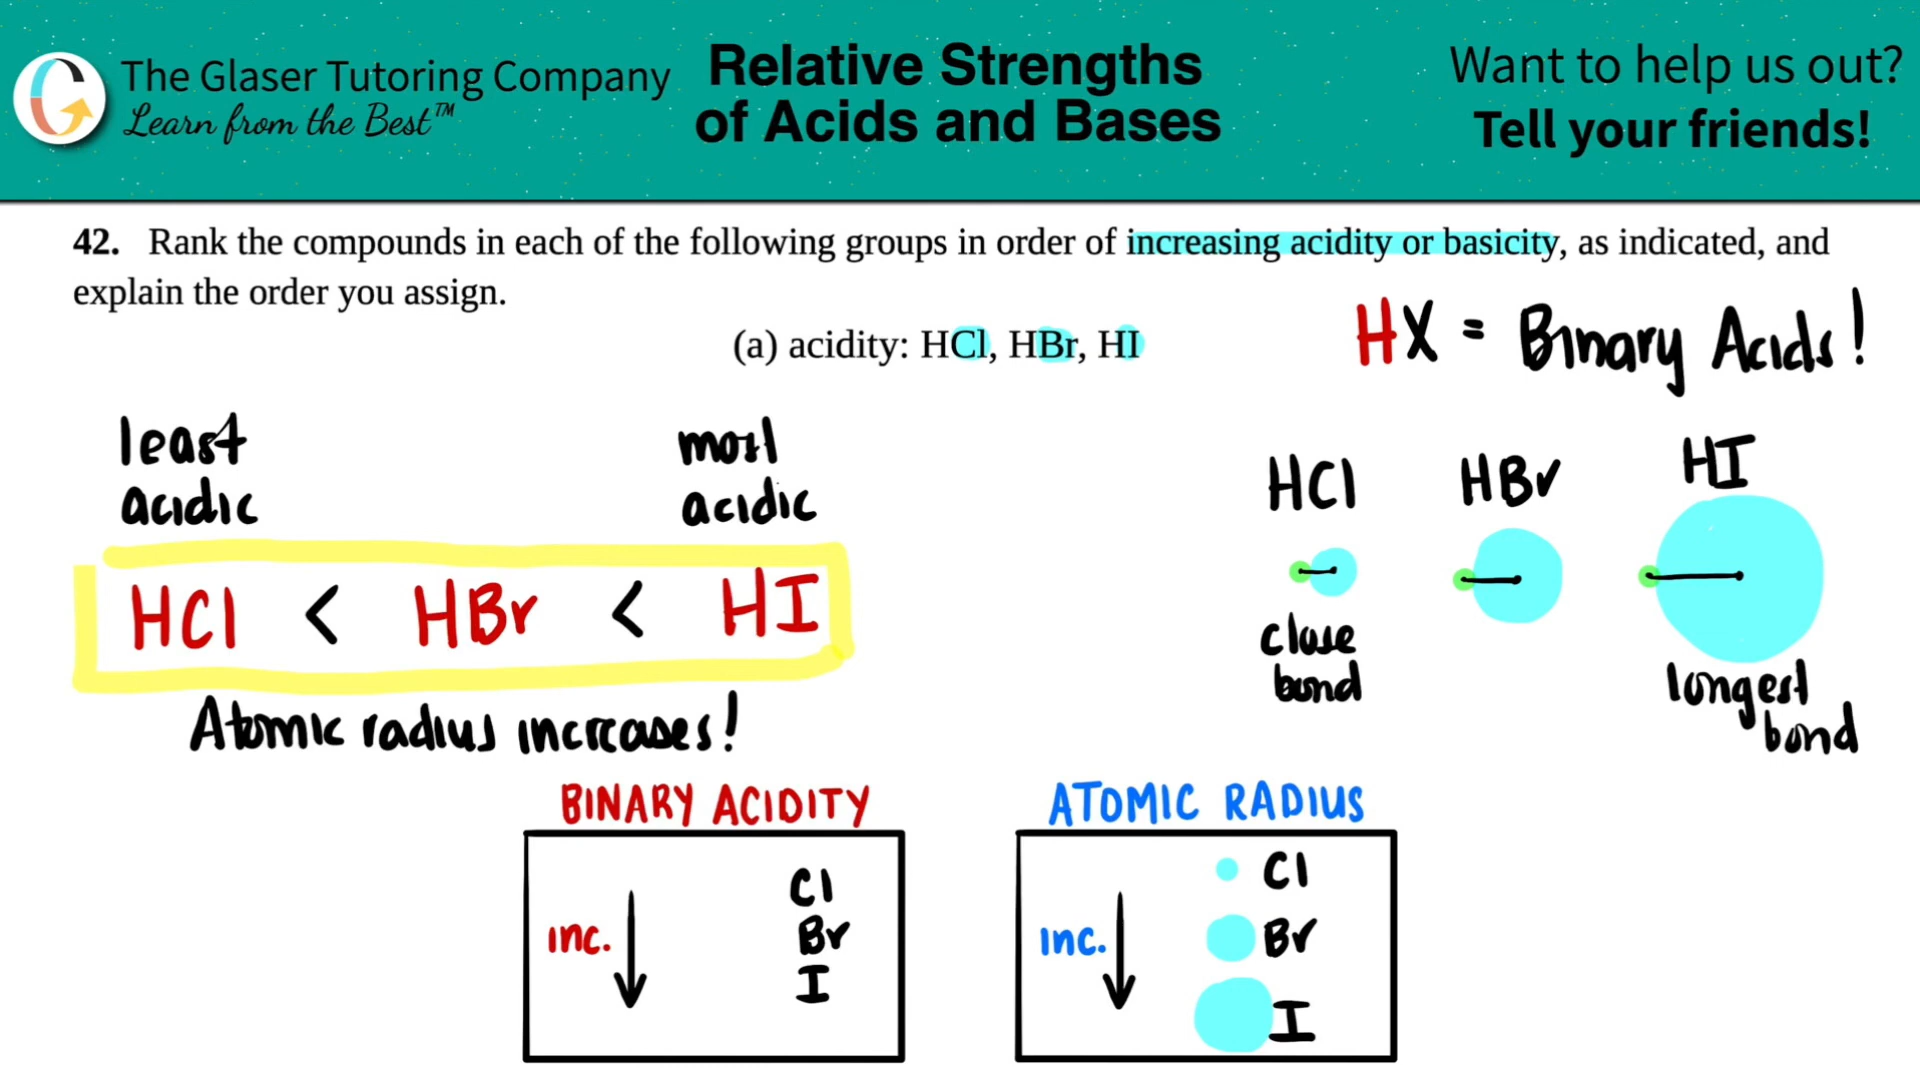 The Glaser Tutoring Company
Learn from the Best™
Relative Strengths
of Acids and Bases
Want to help us out?
Tell your friends!
42. Rank the compounds in each of the following groups in order of increasing acidity or basicity, as indicated, and
explain the order you assign.
(a) acidity: HCl, HBr, HI
HX = Binary Acids!
least
acidic
most
acidic
HCl < HBr < HI
Atomic radius increases!
HCl
HBr
HI
close
bond
longest
bond
BINARY ACIDITY
inc.
Cl
Br
I
ATOMIC RADIUS
inc.
Cl
Br
I